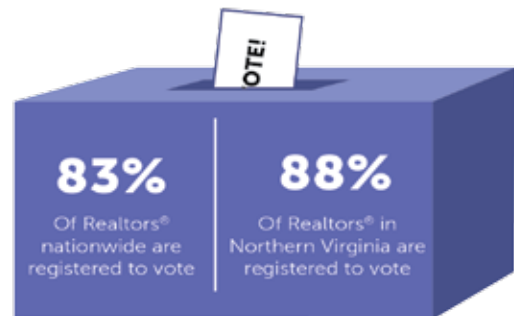 OTE!
83%
Of Realtors®
nationwide are
registered to vote
88%
Of Realtors® in
Northern Virginia are
registered to vote